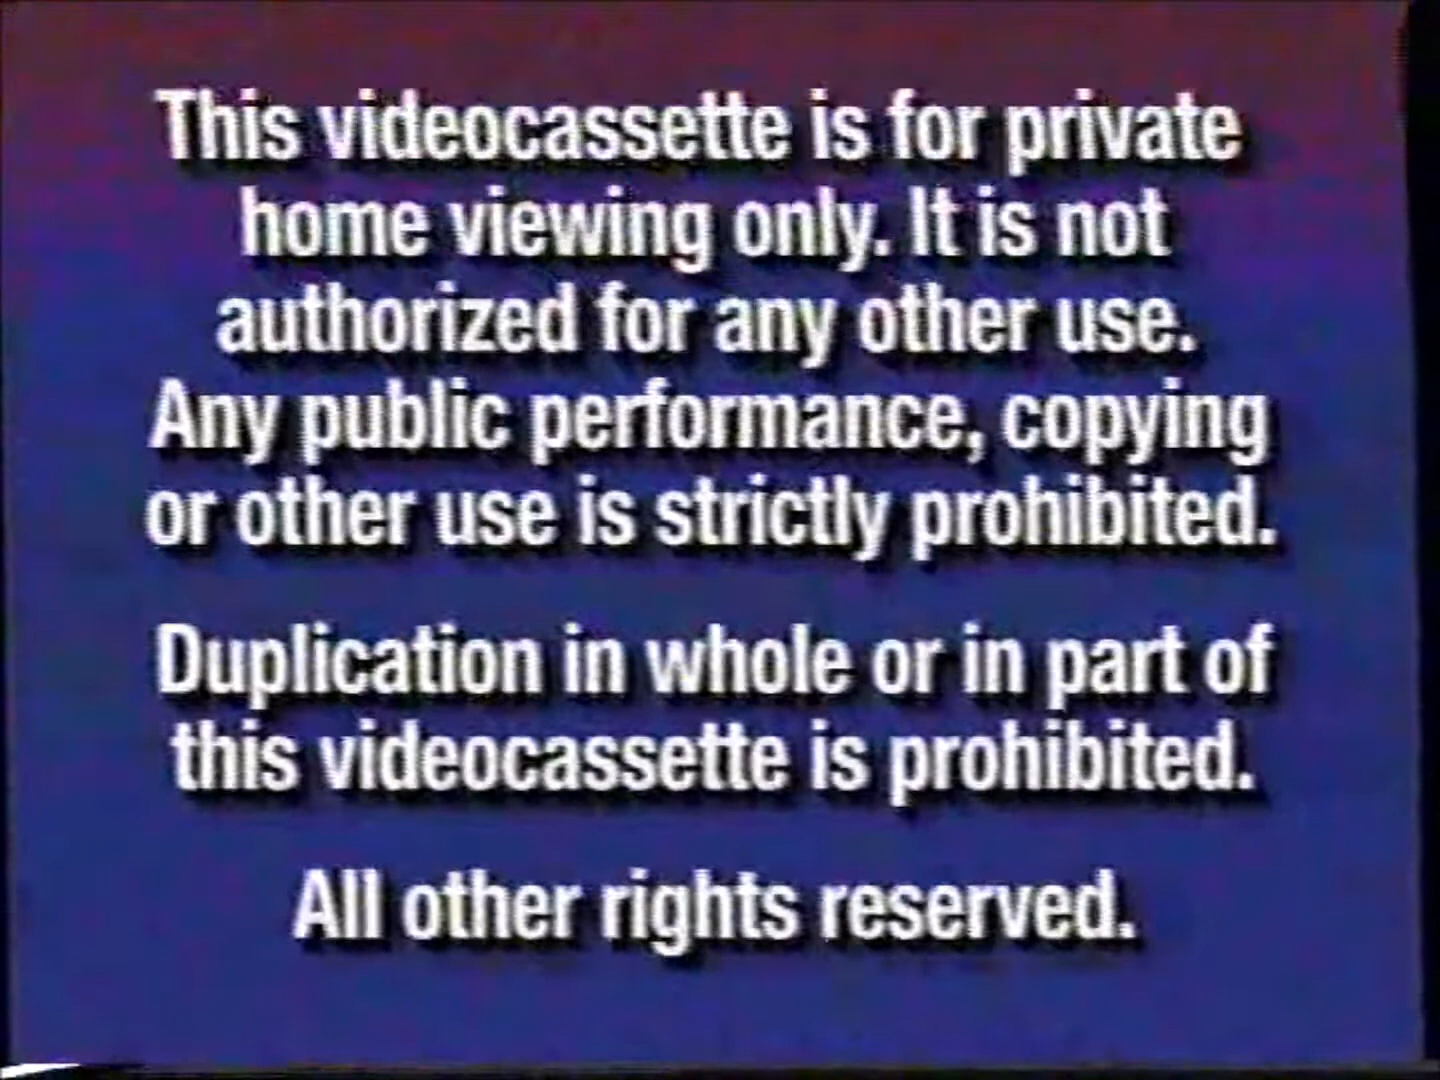 This videocassette is for private
home viewing only. It is not
authorized for any other use.
Any public performance, copying
or other use is strictly prohibited.
Duplication in whole or in part of
this videocassette is prohibited.
All other rights reserved.